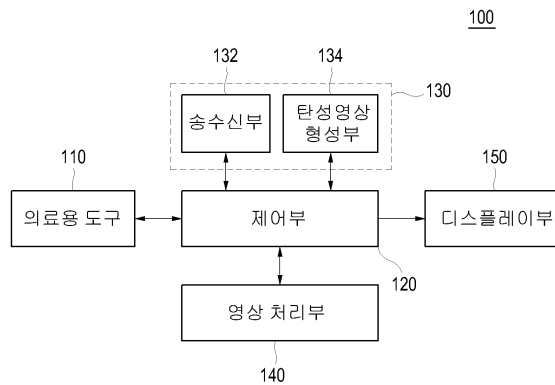 100
132
134
130
송수신부
탄성영상
형성부
110
150
의료용 도구
제어부
디스플레이부
120
영상 처리부
140